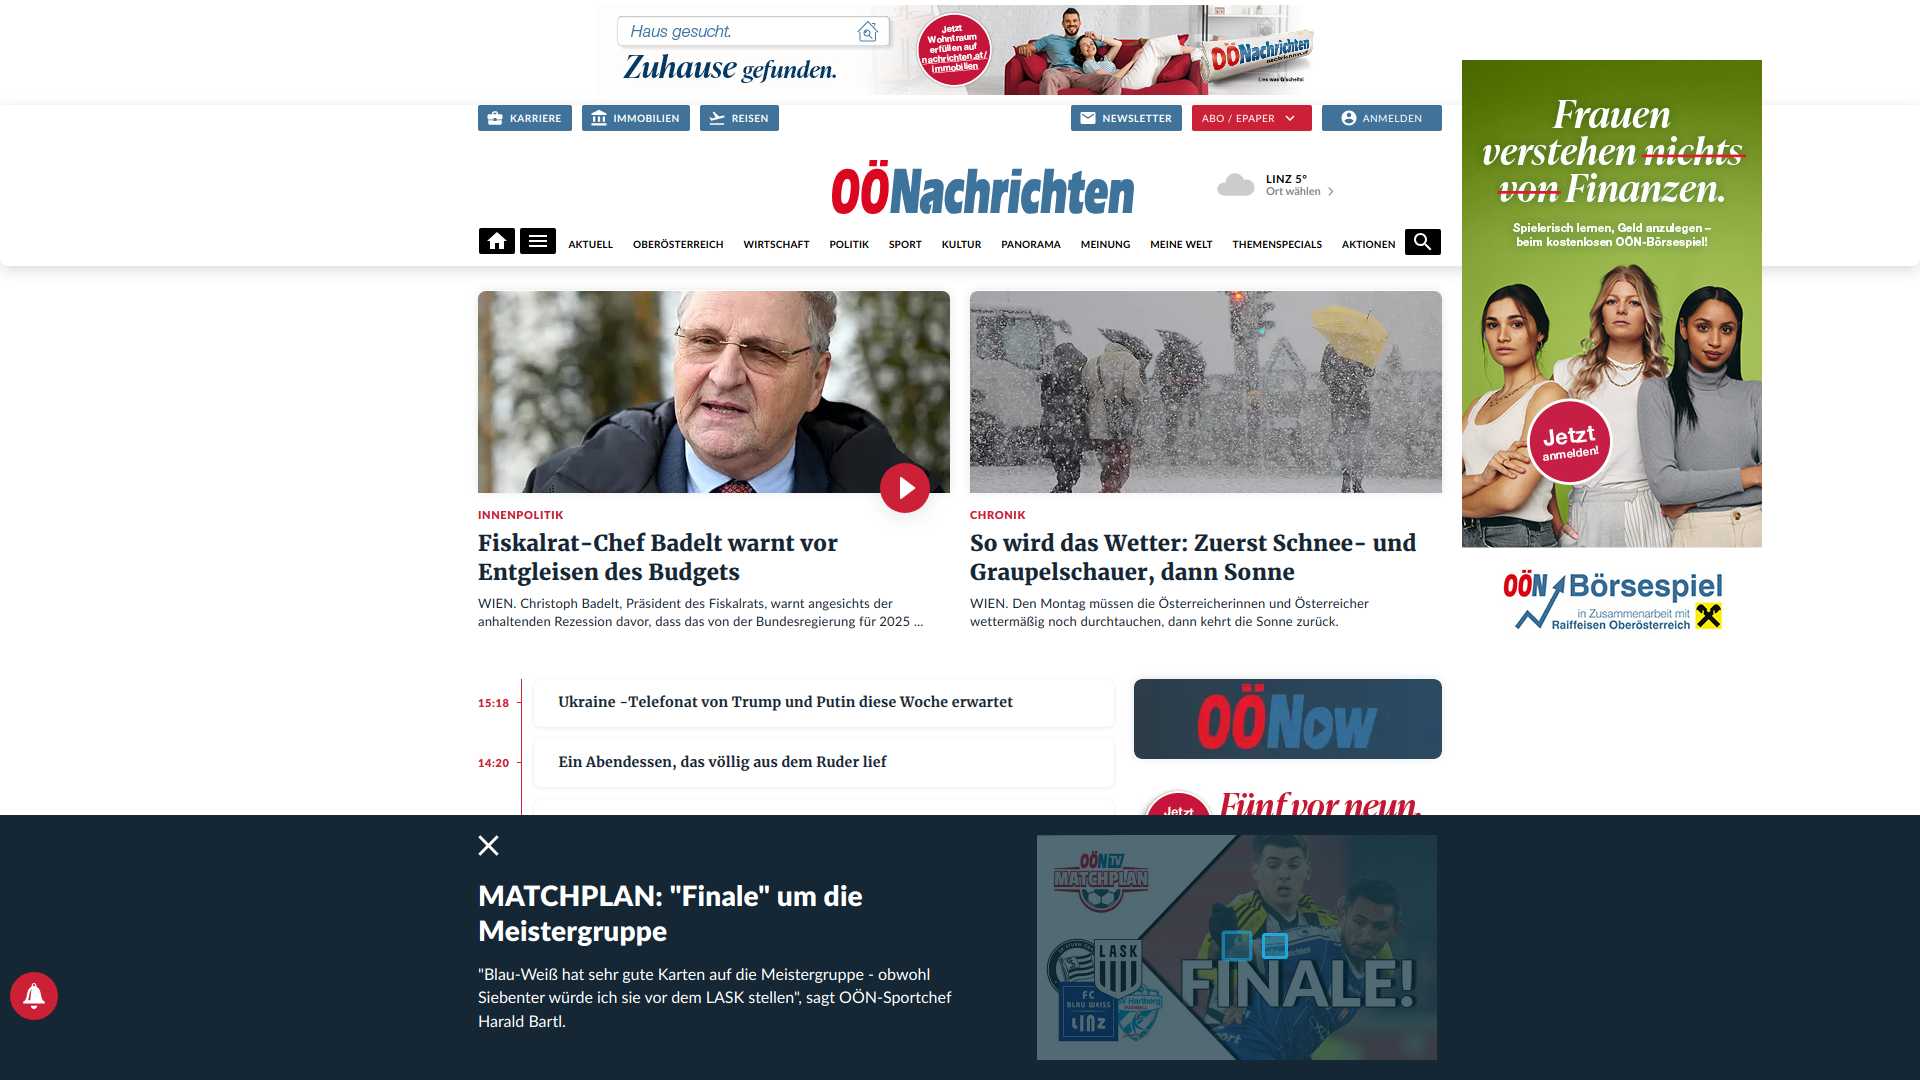 Haus gesucht.
Zuhause gefunden.
Jetzt
Wohntraum
erfüllen auf
nachrichten.at/
immobilien
OÖNachrichten
Lies was G'scheits!
KARRIERE
IMMOBILIEN
REISEN
NEWSLETTER
ABO / EPAPER
ANMELDEN
OÖNachrichten
LINZ 5°
Ort wählen
AKTUELL
OBERÖSTERREICH
WIRTSCHAFT
POLITIK
SPORT
KULTUR
PANORAMA
MEINUNG
MEINE WELT
THEMENSPECIALS
AKTIONEN
Frauen
verstehen nichts
von Finanzen.
Spielerisch lernen, Geld anzulegen –
beim kostenlosen OÖN-Börsespiel!
Jetzt
anmelden!
OÖN Börsespiel
in Zusammenarbeit mit
Raiffeisen Oberösterreich
INNENPOLITIK
Fiskalrat-Chef Badelt warnt vor
Entgleisen des Budgets
WIEN. Christoph Badelt, Präsident des Fiskalrats, warnt angesichts der
anhaltenden Rezession davor, dass das von der Bundesregierung für 2025 ...
CHRONIK
So wird das Wetter: Zuerst Schnee- und
Graupelschauer, dann Sonne
WIEN. Den Montag müssen die Österreicherinnen und Österreicher
wettermäßig noch durchtauchen, dann kehrt die Sonne zurück.
15:18
Ukraine -Telefonat von Trump und Putin diese Woche erwartet
14:20
Ein Abendessen, das völlig aus dem Ruder lief
OÖNow
Jetzt
Fünf vor neun.
MATCHPLAN: "Finale" um die
Meistergruppe
"Blau-Weiß hat sehr gute Karten auf die Meistergruppe - obwohl
Siebenter würde ich sie vor dem LASK stellen", sagt OÖN-Sportchef
Harald Bartl.
OÖN TV
MATCHPLAN
LASK
FC
BLAU WEISS
LINZ
Hartberg
FINALE!